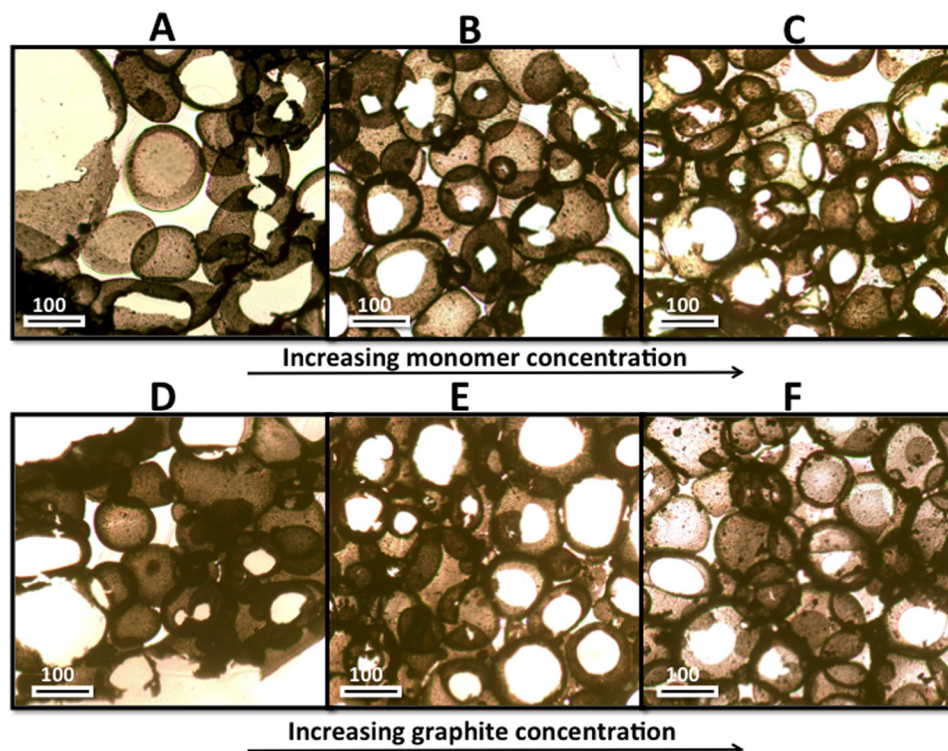 A B C
100 100 100
Increasing monomer concentration
D E F
100 100 100
Increasing graphite concentration